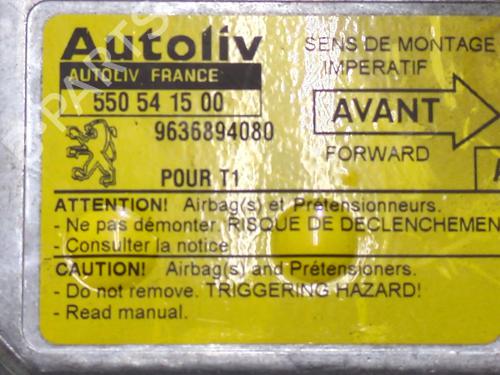 Autoliv
AUTOLIV FRANCE
550 54 15 00
9636894080
POUR T1
SENS DE MONTAGE
IMPERATIF
AVANT
FORWARD
A
ATTENTION! Airbag(s) et Prétensionneurs.
- Ne pas démonter. RISQUE DE DECLENCHEMEN
- Consulter la notice
CAUTION! Airbag(s) and Prétensioners.
- Do not remove. TRIGGERING HAZARD!
- Read manual.